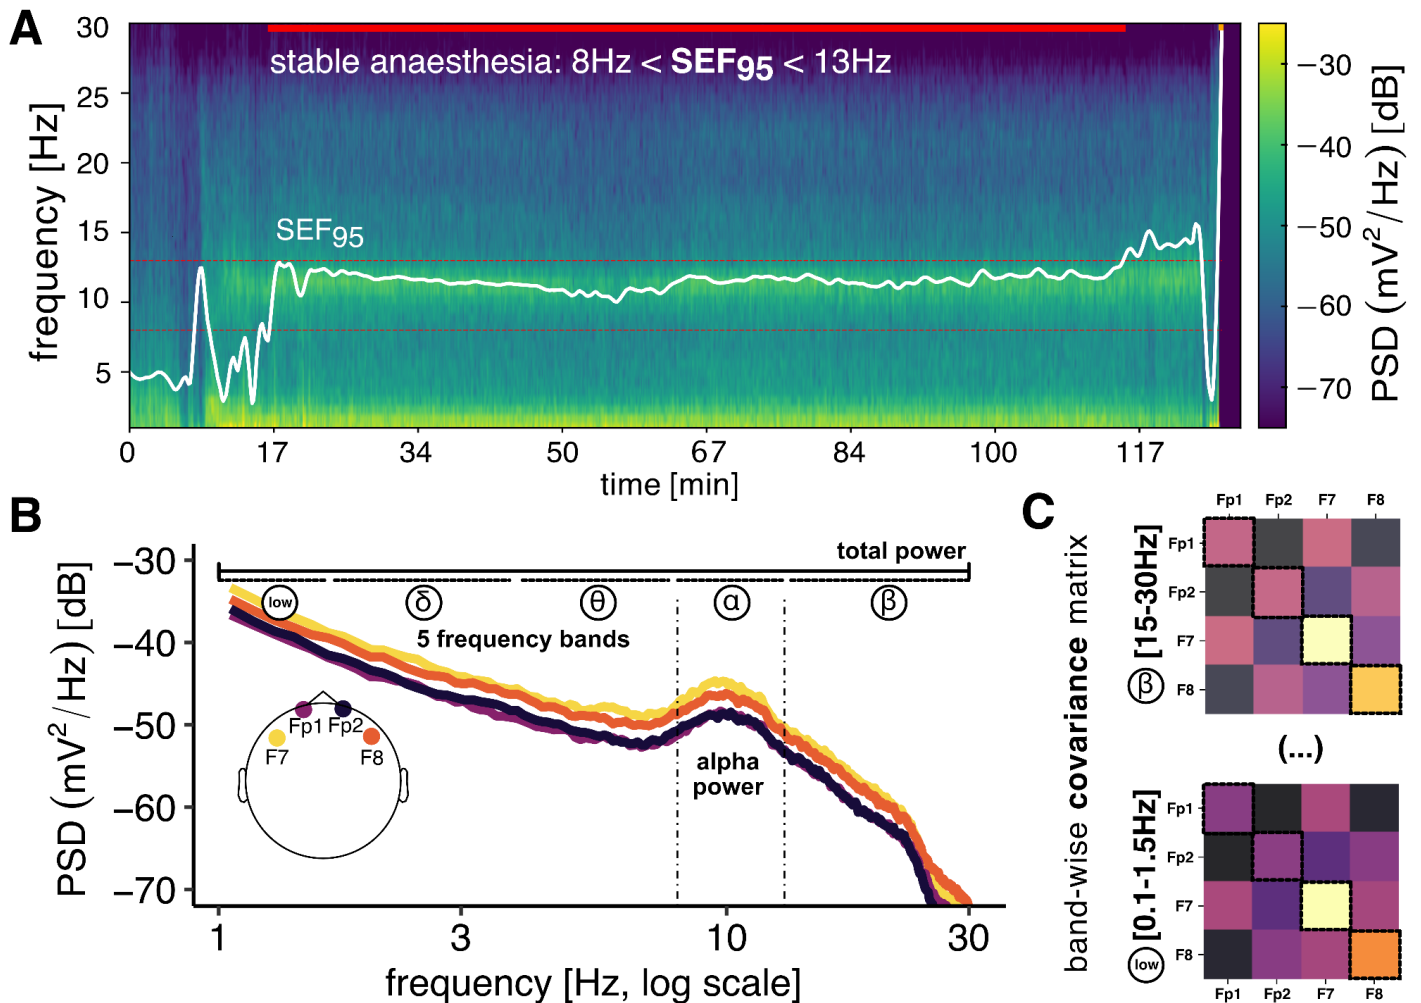 A
stable anaesthesia: 8Hz < SEF95 < 13Hz
SEF95
30
25
20
15
10
5
frequency [Hz]
0 17 34 50 67 84 100 117
time [min]
−30
−40
−50
−60
−70
PSD (mV²/Hz) [dB]
B
total power
low δ θ α β
5 frequency bands
alpha
power
Fp1 Fp2
F7 F8
−30
−40
−50
−60
−70
PSD (mV²/Hz) [dB]
1 3 10 30
frequency [Hz, log scale]
C
band-wise covariance matrix
Fp1 Fp2 F7 F8
Fp1
Fp2
F7
F8
β [15-30Hz]
(...)
Fp1
Fp2
F7
F8
low [0.1-1.5Hz]
Fp1 Fp2 F7 F8